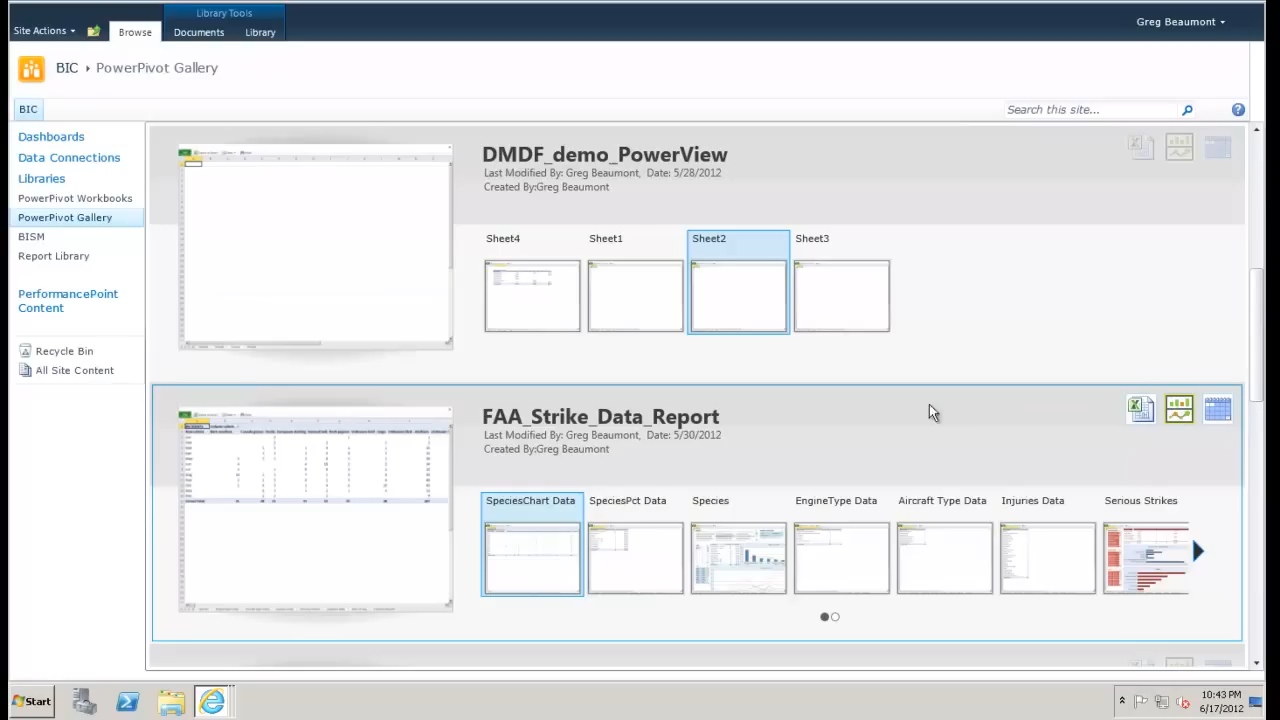 Library Tools
Greg Beaumont
Site Actions
Browse
Documents
Library
BIC
PowerPivot Gallery
BIC
Search this site...
Dashboards
Data Connections
Libraries
PowerPivot Workbooks
PowerPivot Gallery
BISM
Report Library
PerformancePoint
Content
Recycle Bin
All Site Content
DMDF_demo_PowerView
Last Modified By: Greg Beaumont, Date: 5/28/2012
Created By:Greg Beaumont
Sheet4
Sheet1
Sheet2
Sheet3
FAA_Strike_Data_Report
Last Modified By: Greg Beaumont, Date: 5/30/2012
Created By:Greg Beaumont
SpeciesChart Data
SpeciesPct Data
Species
EngineType Data
Aircraft Type Data
Injuries Data
Serious Strikes
Start
10:43 PM
6/17/2012